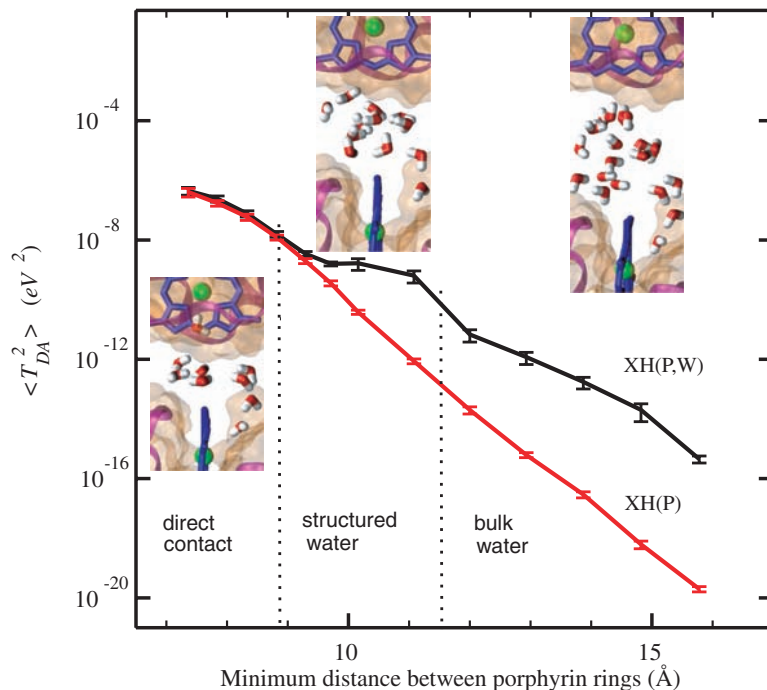 10^-4
10^-8
10^-12
10^-16
10^-20
<T_DA^2> (eV^2)
XH(P,W)
XH(P)
direct
contact
structured
water
bulk
water
10
15
Minimum distance between porphyrin rings (Å)